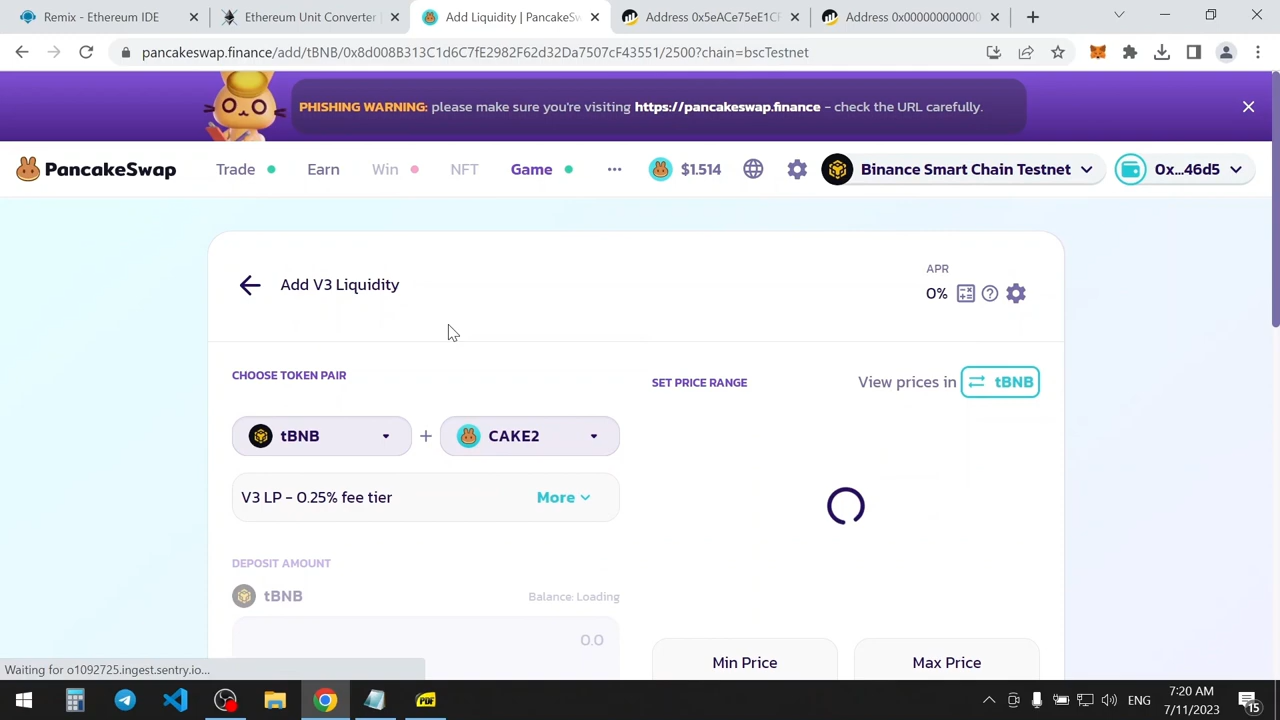 Remix - Ethereum IDE
Ethereum Unit Converter
Add Liquidity | PancakeSw
Address 0x5eACe75eE1CF
Address 0x000000000000
pancakeswap.finance/add/tBNB/0x8d008B313C1d6C7fE2982F62d32Da7507cF43551/2500?chain=bscTestnet
PHISHING WARNING: please make sure you're visiting https://pancakeswap.finance - check the URL carefully.
PancakeSwap
Trade
Earn
Win
NFT
Game
$1.514
Binance Smart Chain Testnet
0x...46d5
Add V3 Liquidity
APR
0%
CHOOSE TOKEN PAIR
SET PRICE RANGE
View prices in
tBNB
tBNB
+
CAKE2
V3 LP - 0.25% fee tier
More
DEPOSIT AMOUNT
tBNB
Balance: Loading
0.0
Min Price
Max Price
Waiting for o1092725.ingest.sentry.io...
PDF
ENG
7:20 AM
7/11/2023
15